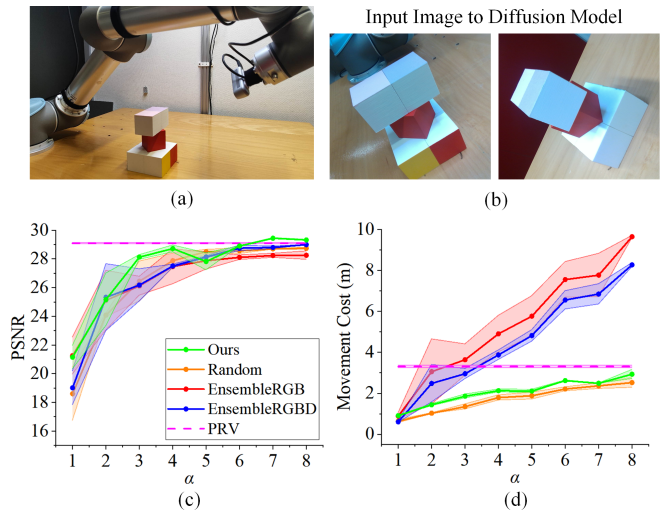 Input Image to Diffusion Model
(a)
(b)
PSNR
30
28
26
24
22
20
18
16
Ours
Random
EnsembleRGB
EnsembleRGBD
PRV
1 2 3 4 5 6 7 8
α
(c)
Movement Cost (m)
10
8
6
4
2
0
1 2 3 4 5 6 7 8
α
(d)